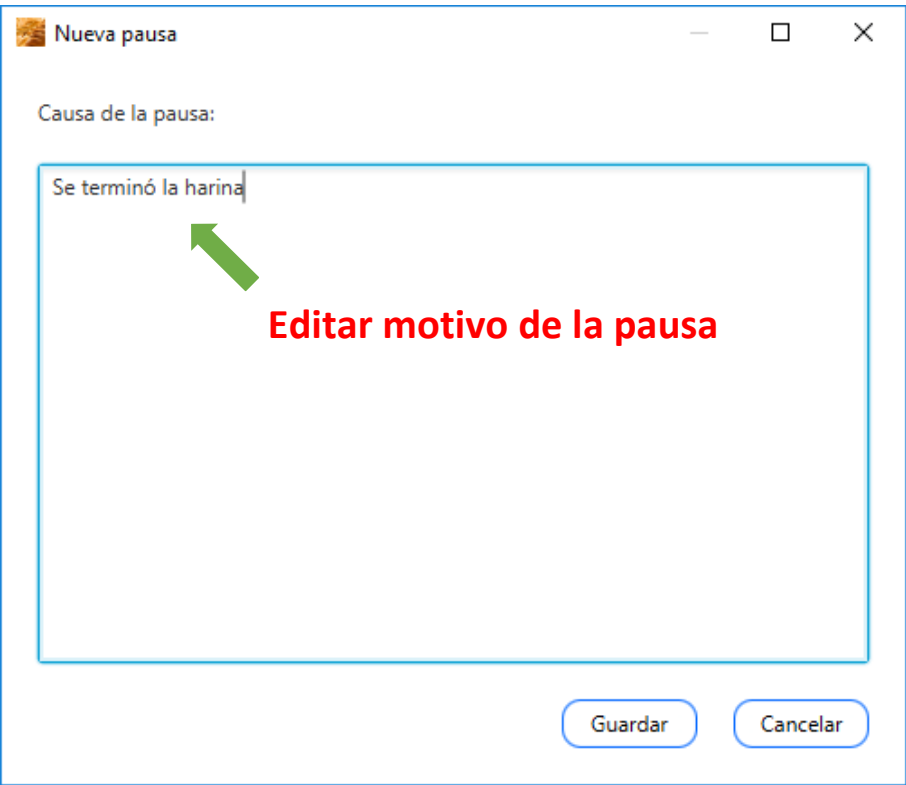 Nueva pausa
Causa de la pausa:
Se terminó la harina
Editar motivo de la pausa
Guardar
Cancelar